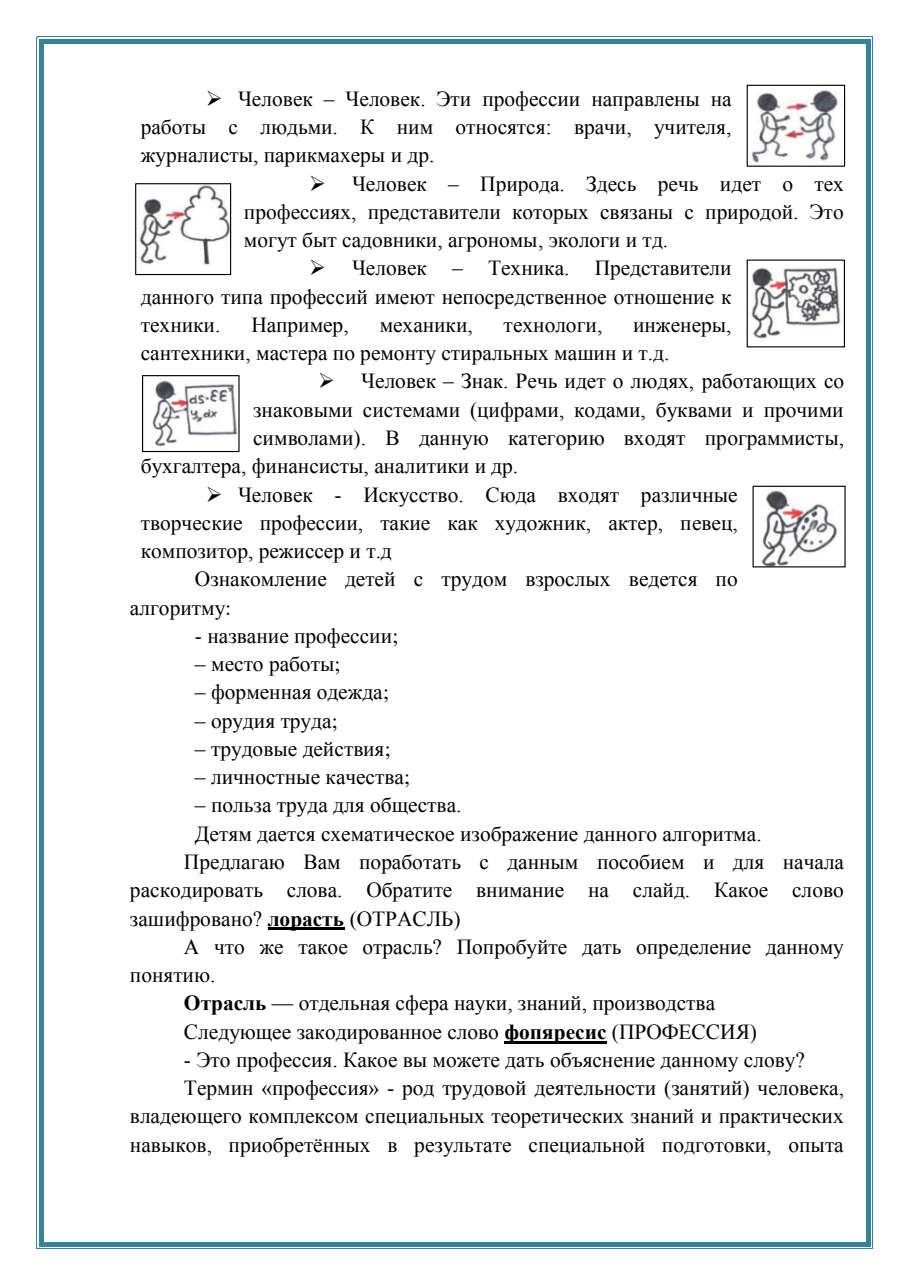 ➢ Человек – Человек. Эти профессии направлены на
работы с людьми. К ним относятся: врачи, учителя,
журналисты, парикмахеры и др.
➢ Человек – Природа. Здесь речь идет о тех
профессиях, представители которых связаны с природой. Это
могут быт садовники, агрономы, экологи и тд.
➢ Человек – Техника. Представители
данного типа профессий имеют непосредственное отношение к
техники. Например, механики, технологи, инженеры,
сантехники, мастера по ремонту стиральных машин и т.д.
➢ Человек – Знак. Речь идет о людях, работающих со
знаковыми системами (цифрами, кодами, буквами и прочими
символами). В данную категорию входят программисты,
бухгалтера, финансисты, аналитики и др.
➢ Человек - Искусство. Сюда входят различные
творческие профессии, такие как художник, актер, певец,
композитор, режиссер и т.д
Ознакомление детей с трудом взрослых ведется по
алгоритму:
- название профессии;
– место работы;
– форменная одежда;
– орудия труда;
– трудовые действия;
– личностные качества;
– польза труда для общества.
Детям дается схематическое изображение данного алгоритма.
Предлагаю Вам поработать с данным пособием и для начала
раскодировать слова. Обратите внимание на слайд. Какое слово
зашифровано? лорасть (ОТРАСЛЬ)
А что же такое отрасль? Попробуйте дать определение данному
понятию.
Отрасль — отдельная сфера науки, знаний, производства
Следующее закодированное слово фопяресис (ПРОФЕССИЯ)
- Это профессия. Какое вы можете дать объяснение данному слову?
Термин «профессия» - род трудовой деятельности (занятий) человека,
владеющего комплексом специальных теоретических знаний и практических
навыков, приобретённых в результате специальной подготовки, опыта